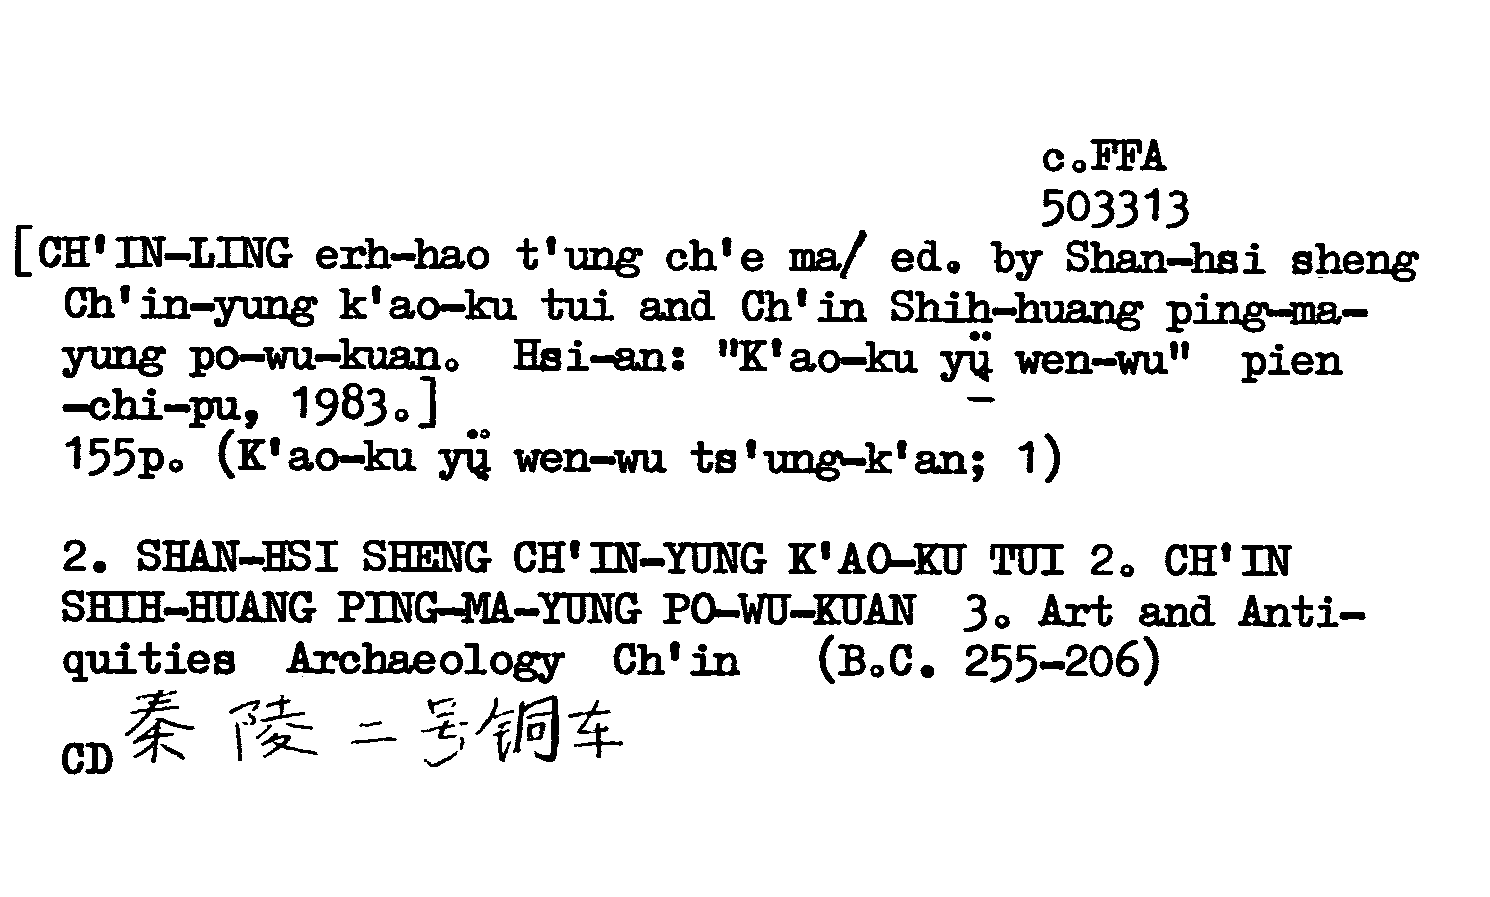 c.FFA
503313
[CH'IN-LING erh-hao t'ung ch'e ma/ ed. by Shan-hsi sheng
Ch'in-yung k'ao-ku tui and Ch'in Shih-huang ping-ma-
yung po-wu-kuan. Hsi-an: "K'ao-ku yü wen-wu" pien
-chi-pu, 1983.]
155p. (K'ao-ku yü wen-wu ts'ung-k'an; 1)
2. SHAN-HSI SHENG CH'IN-YUNG K'AO-KU TUI 2. CH'IN
SHIH-HUANG PING-MA-YUNG PO-WU-KUAN 3. Art and Anti-
quities Archaeology Ch'in (B.C. 255-206)
CD 秦陵二号铜车